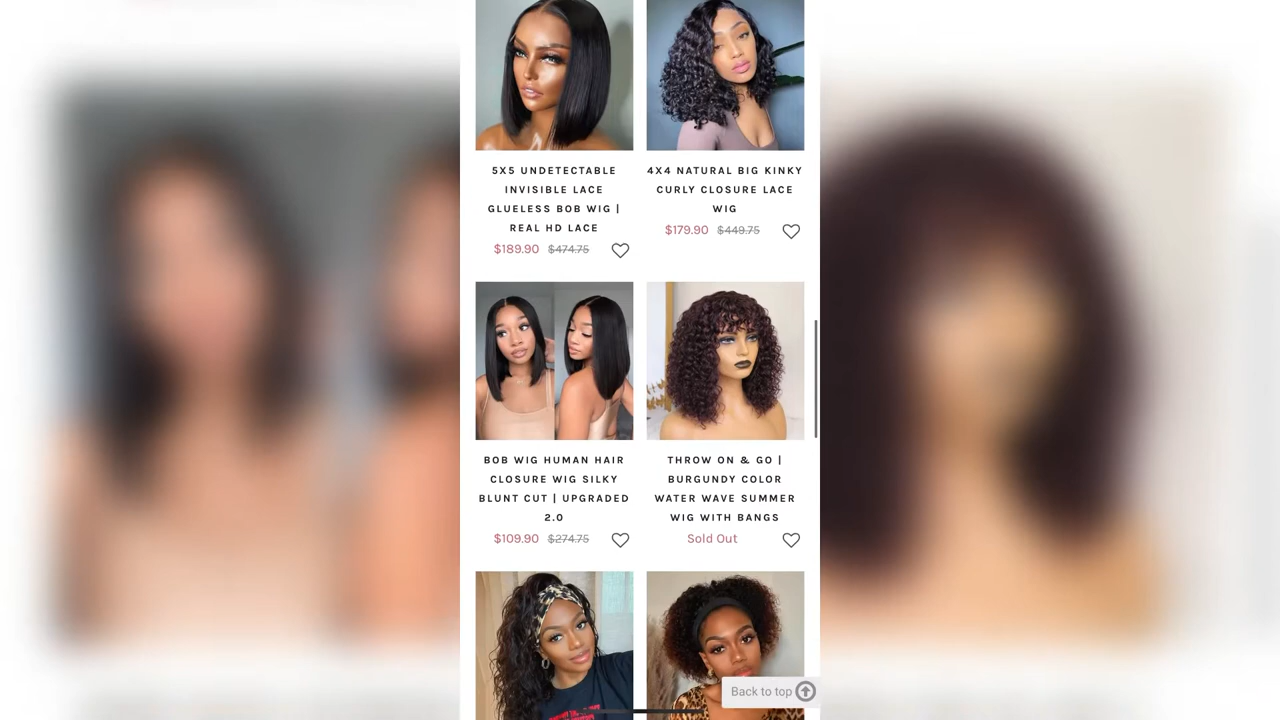 5X5 UNDETECTABLE
INVISIBLE LACE
GLUELESS BOB WIG |
REAL HD LACE
$189.90 $474.75
4X4 NATURAL BIG KINKY
CURLY CLOSURE LACE
WIG
$179.90 $449.75
BOB WIG HUMAN HAIR
CLOSURE WIG SILKY
BLUNT CUT | UPGRADED
2.0
$109.90 $274.75
THROW ON & GO |
BURGUNDY COLOR
WATER WAVE SUMMER
WIG WITH BANGS
Sold Out
Back to top